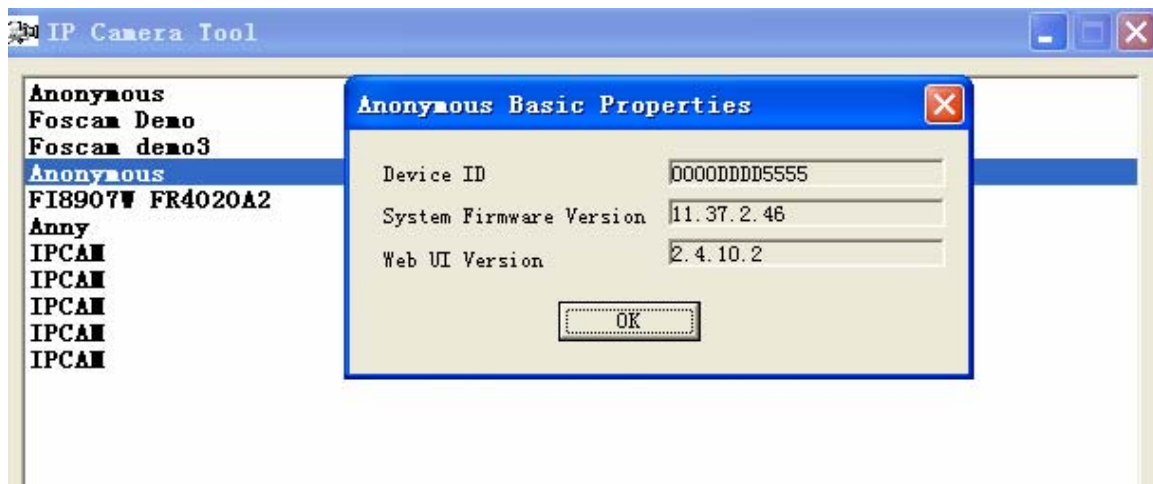 IP Camera Tool
Anonymous
Foscam Demo
Foscam demo3
Anonymous
FI8907W FR4020A2
Anny
IPCAM
IPCAM
IPCAM
IPCAM
IPCAM
Anonymous Basic Properties
Device ID 0000DDDD5555
System Firmware Version 11.37.2.46
Web UI Version 2.4.10.2
OK